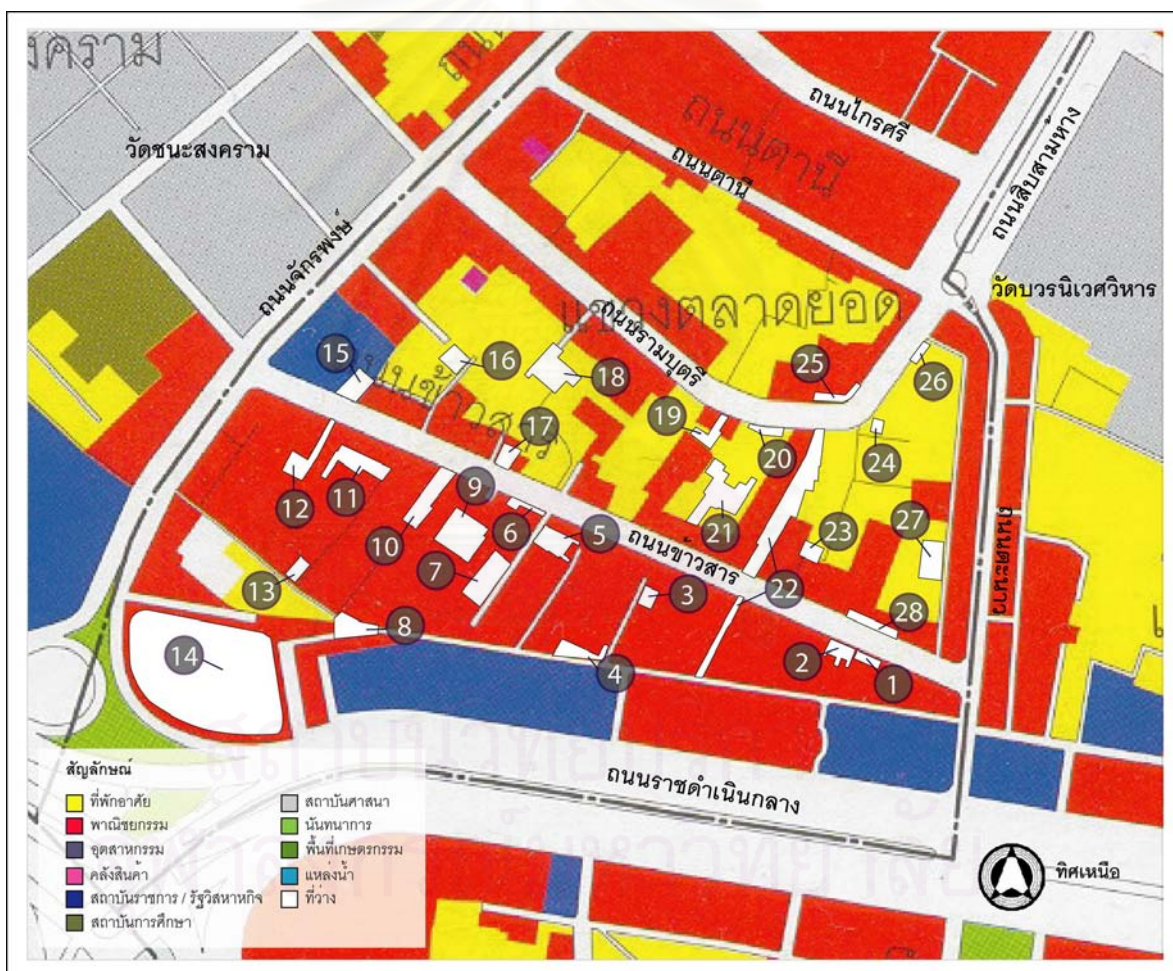 งคราม
วัดชนะสงคราม
ถนนไกรศรี
ถนนตานี
ถนนตานี
ถนนสิบสามห้าง
ถนนจักรพงษ์
วัดบวรนิเวศวิหาร
แขวงตลาดยอด
ถนนรามบุตรี
15
16
18
25
26
17
19
20
24
12
11
9
6
5
ถนนข้าวสาร
21
23
27
ถนนตะนาว
10
7
3
22
13
8
28
14
4
2
1
สัญลักษณ์
ที่พักอาศัย
สถาบันศาสนา
พาณิชยกรรม
นันทนาการ
อุตสาหกรรม
พื้นที่เกษตรกรรม
คลังสินค้า
แหล่งน้ำ
สถาบันราชการ / รัฐวิสหาหกิจ
ที่ว่าง
สถาบันการศึกษา
ถนนราชดำเนินกลาง
ทิศเหนือ